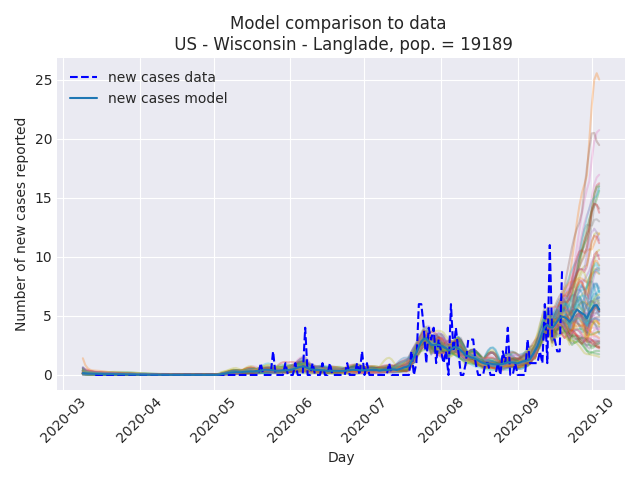 Model comparison to data
US - Wisconsin - Langlade, pop. = 19189
new cases data
new cases model
Number of new cases reported
25
20
15
10
5
0
2020-03
2020-04
2020-05
2020-06
2020-07
2020-08
2020-09
2020-10
Day